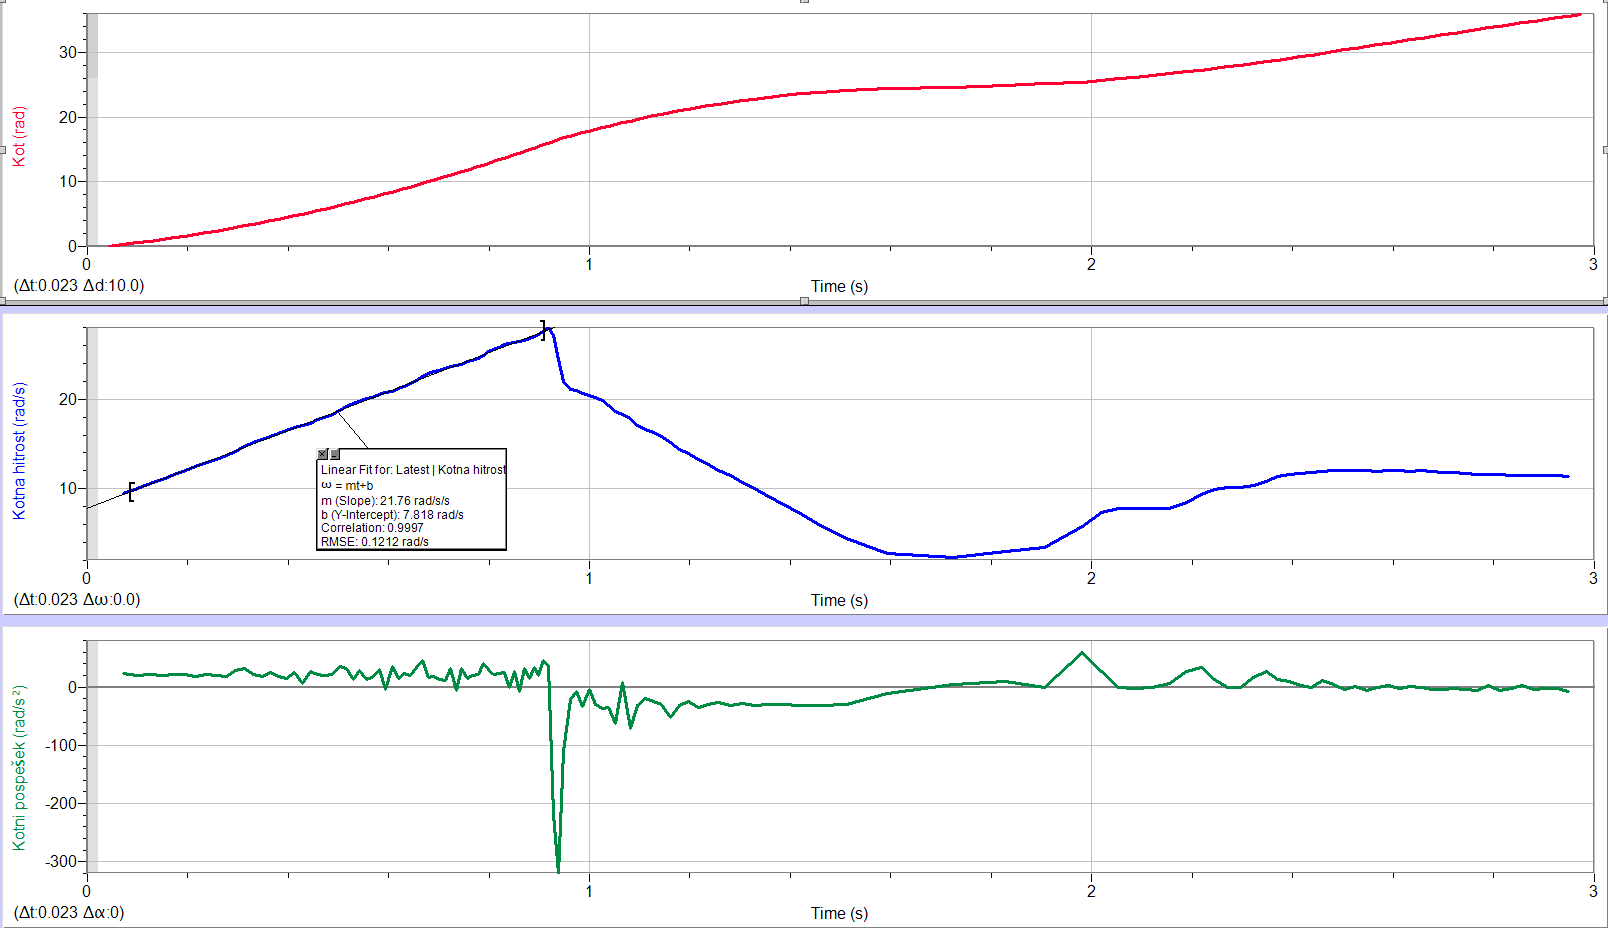 Kot (rad)
30
20
10
0
0
1
2
3
(Δt:0.023 Δd:10.0)
Time (s)
Kotna hitrost (rad/s)
20
10
Linear Fit for: Latest | Kotna hitrost
ω = mt+b
m (Slope): 21.76 rad/s/s
b (Y-Intercept): 7.818 rad/s
Correlation: 0.9997
RMSE: 0.1212 rad/s
0
1
2
3
(Δt:0.023 Δω:0.0)
Time (s)
Kotni pospešek (rad/s²)
0
-100
-200
-300
0
1
2
3
(Δt:0.023 Δα:0)
Time (s)